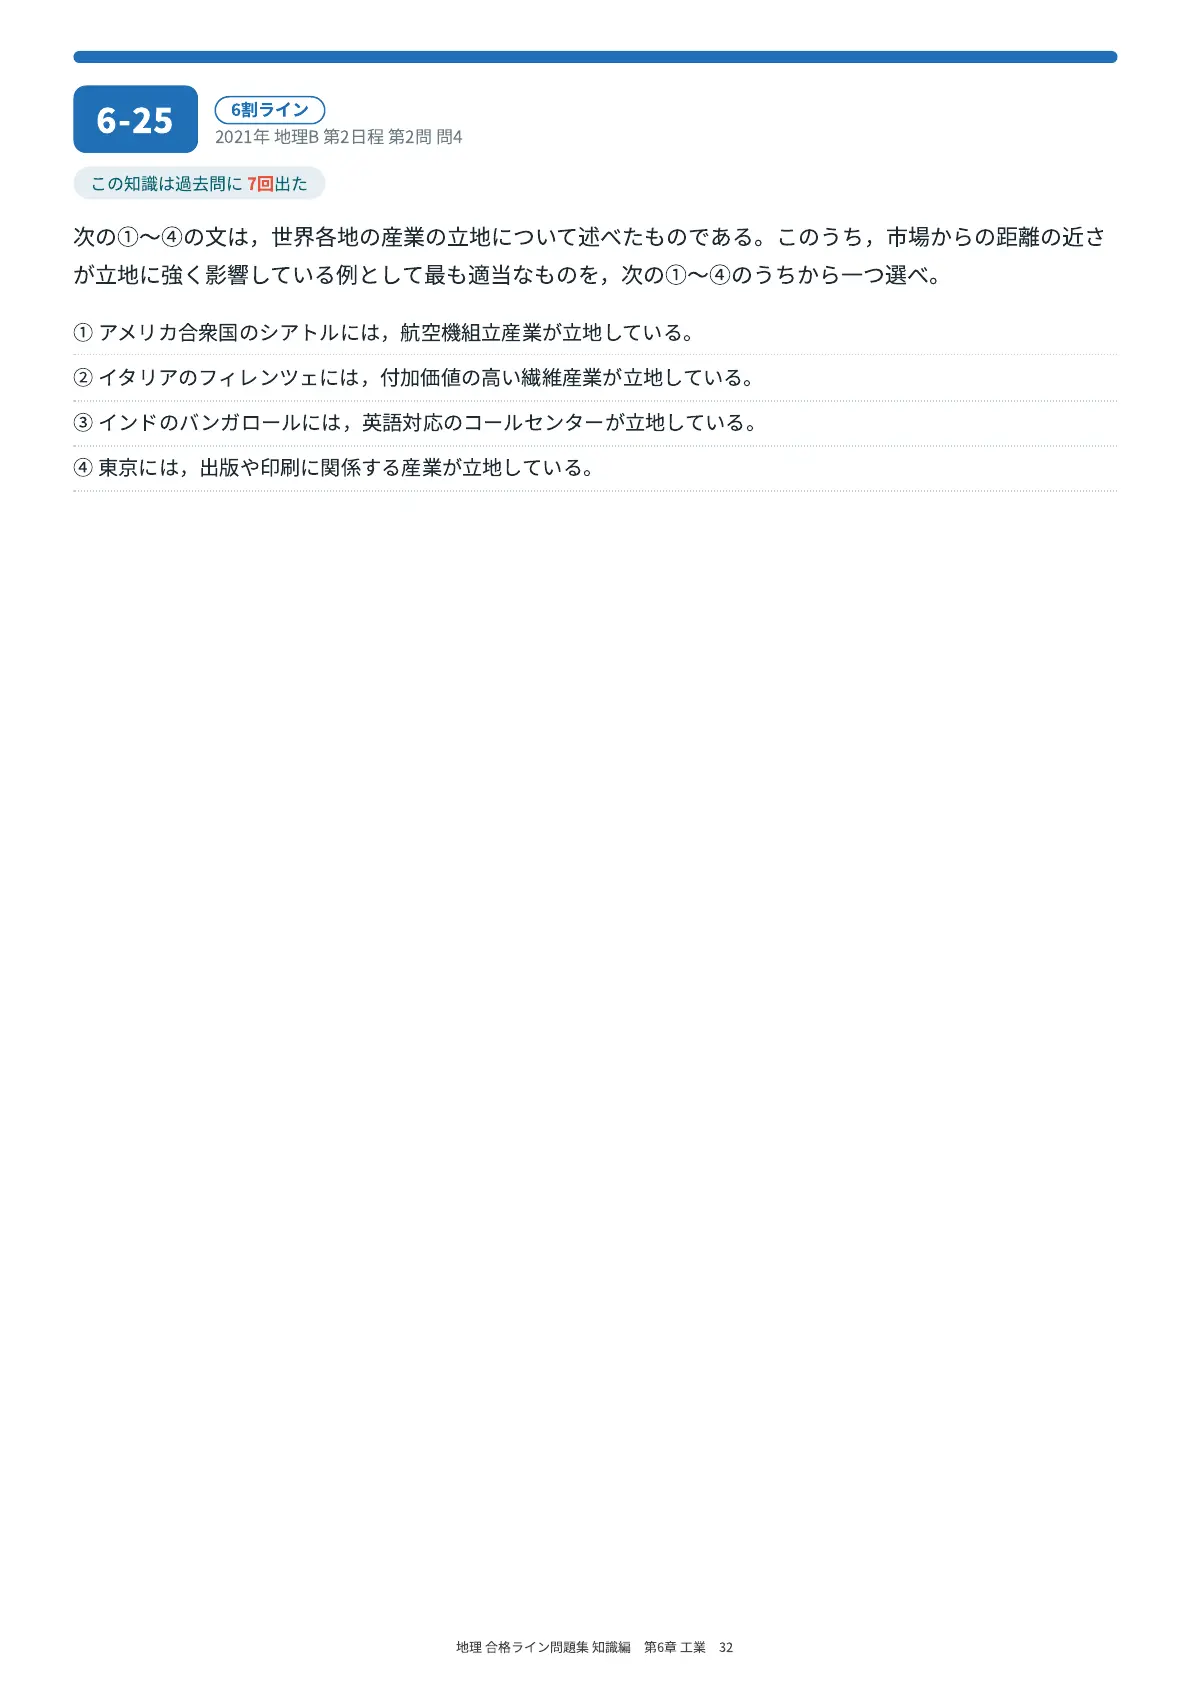 6-25
6割ライン
2021年 地理B 第2日程 第2問 問4
この知識は過去問に 7回出た
次の①～④の文は，世界各地の産業の立地について述べたものである。このうち，市場からの距離の近さ
が立地に強く影響している例として最も適当なものを，次の①～④のうちから一つ選べ。
① アメリカ合衆国のシアトルには，航空機組立産業が立地している。
② イタリアのフィレンツェには，付加価値の高い繊維産業が立地している。
③ インドのバンガロールには，英語対応のコールセンターが立地している。
④ 東京には，出版や印刷に関係する産業が立地している。
地理 合格ライン問題集 知識編　第6章 工業　32